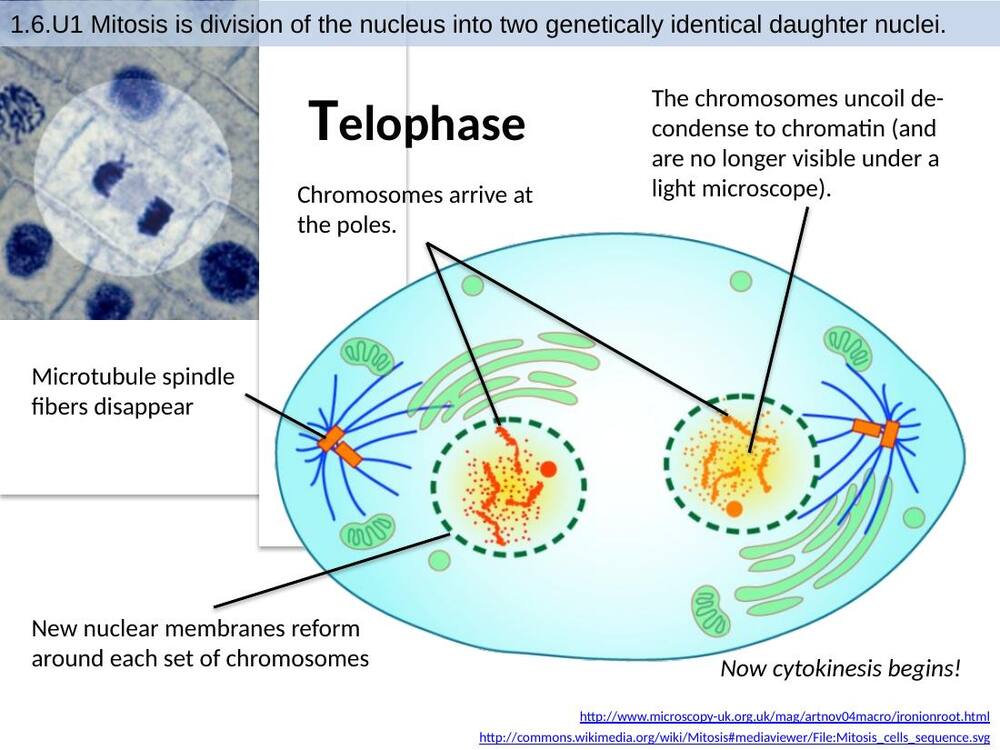 1.6.U1 Mitosis is division of the nucleus into two genetically identical daughter nuclei.
Telophase
The chromosomes uncoil de-
condense to chromatin (and
are no longer visible under a
light microscope).
Chromosomes arrive at
the poles.
Microtubule spindle
fibers disappear
New nuclear membranes reform
around each set of chromosomes
Now cytokinesis begins!
http://www.microscopy-uk.org.uk/mag/artnov04macro/jronionroot.html
http://commons.wikimedia.org/wiki/Mitosis#mediaviewer/File:Mitosis_cells_sequence.svg